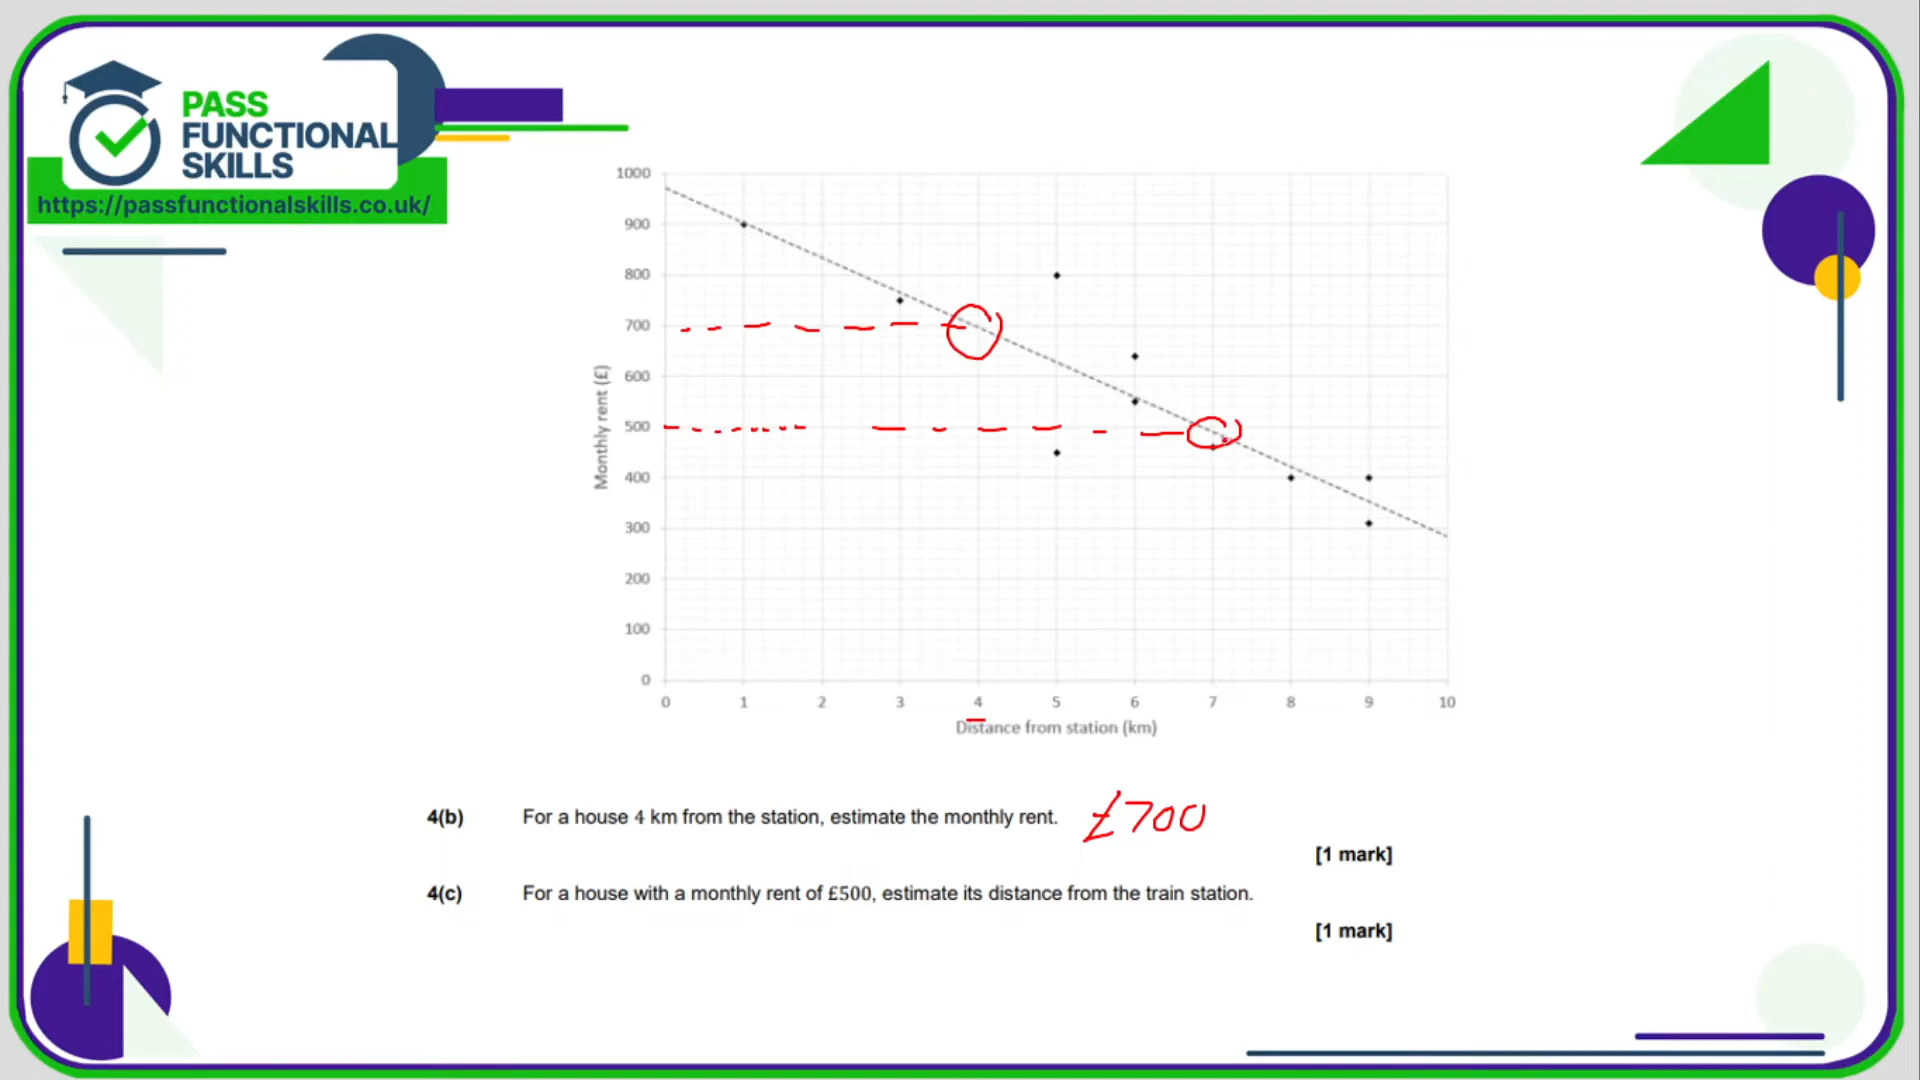 PASS
FUNCTIONAL
SKILLS
https://passfunctionalskills.co.uk/
1000
900
800
700
600
500
400
300
200
100
0
Monthly rent (£)
0 1 2 3 4 5 6 7 8 9 10
Distance from station (km)
4(b) For a house 4 km from the station, estimate the monthly rent. £700
[1 mark]
4(c) For a house with a monthly rent of £500, estimate its distance from the train station.
[1 mark]